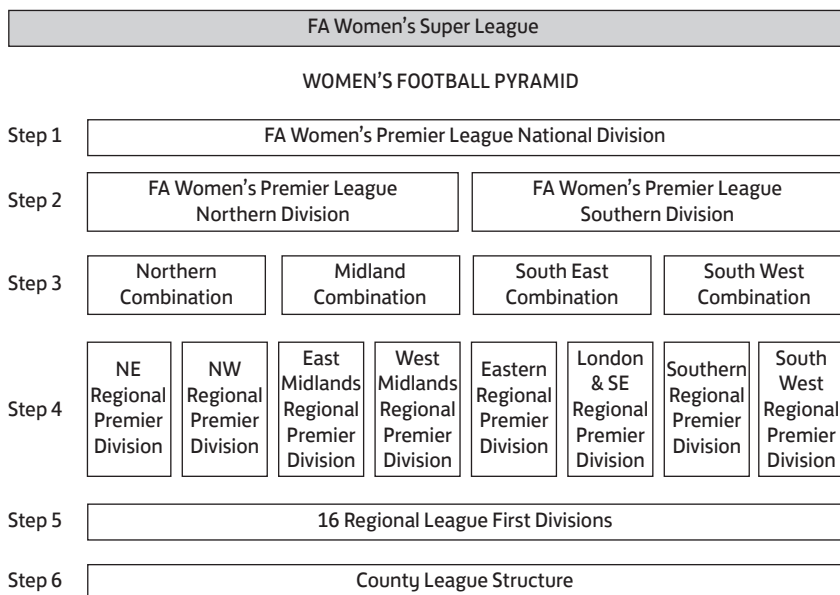 FA Women's Super League
WOMEN'S FOOTBALL PYRAMID
Step 1
FA Women's Premier League National Division
Step 2
FA Women's Premier League
Northern Division
FA Women's Premier League
Southern Division
Step 3
Northern
Combination
Midland
Combination
South East
Combination
South West
Combination
Step 4
NE
Regional
Premier
Division
NW
Regional
Premier
Division
East
Midlands
Regional
Premier
Division
West
Midlands
Regional
Premier
Division
Eastern
Regional
Premier
Division
London
& SE
Regional
Premier
Division
Southern
Regional
Premier
Division
South
West
Regional
Premier
Division
Step 5
16 Regional League First Divisions
Step 6
County League Structure